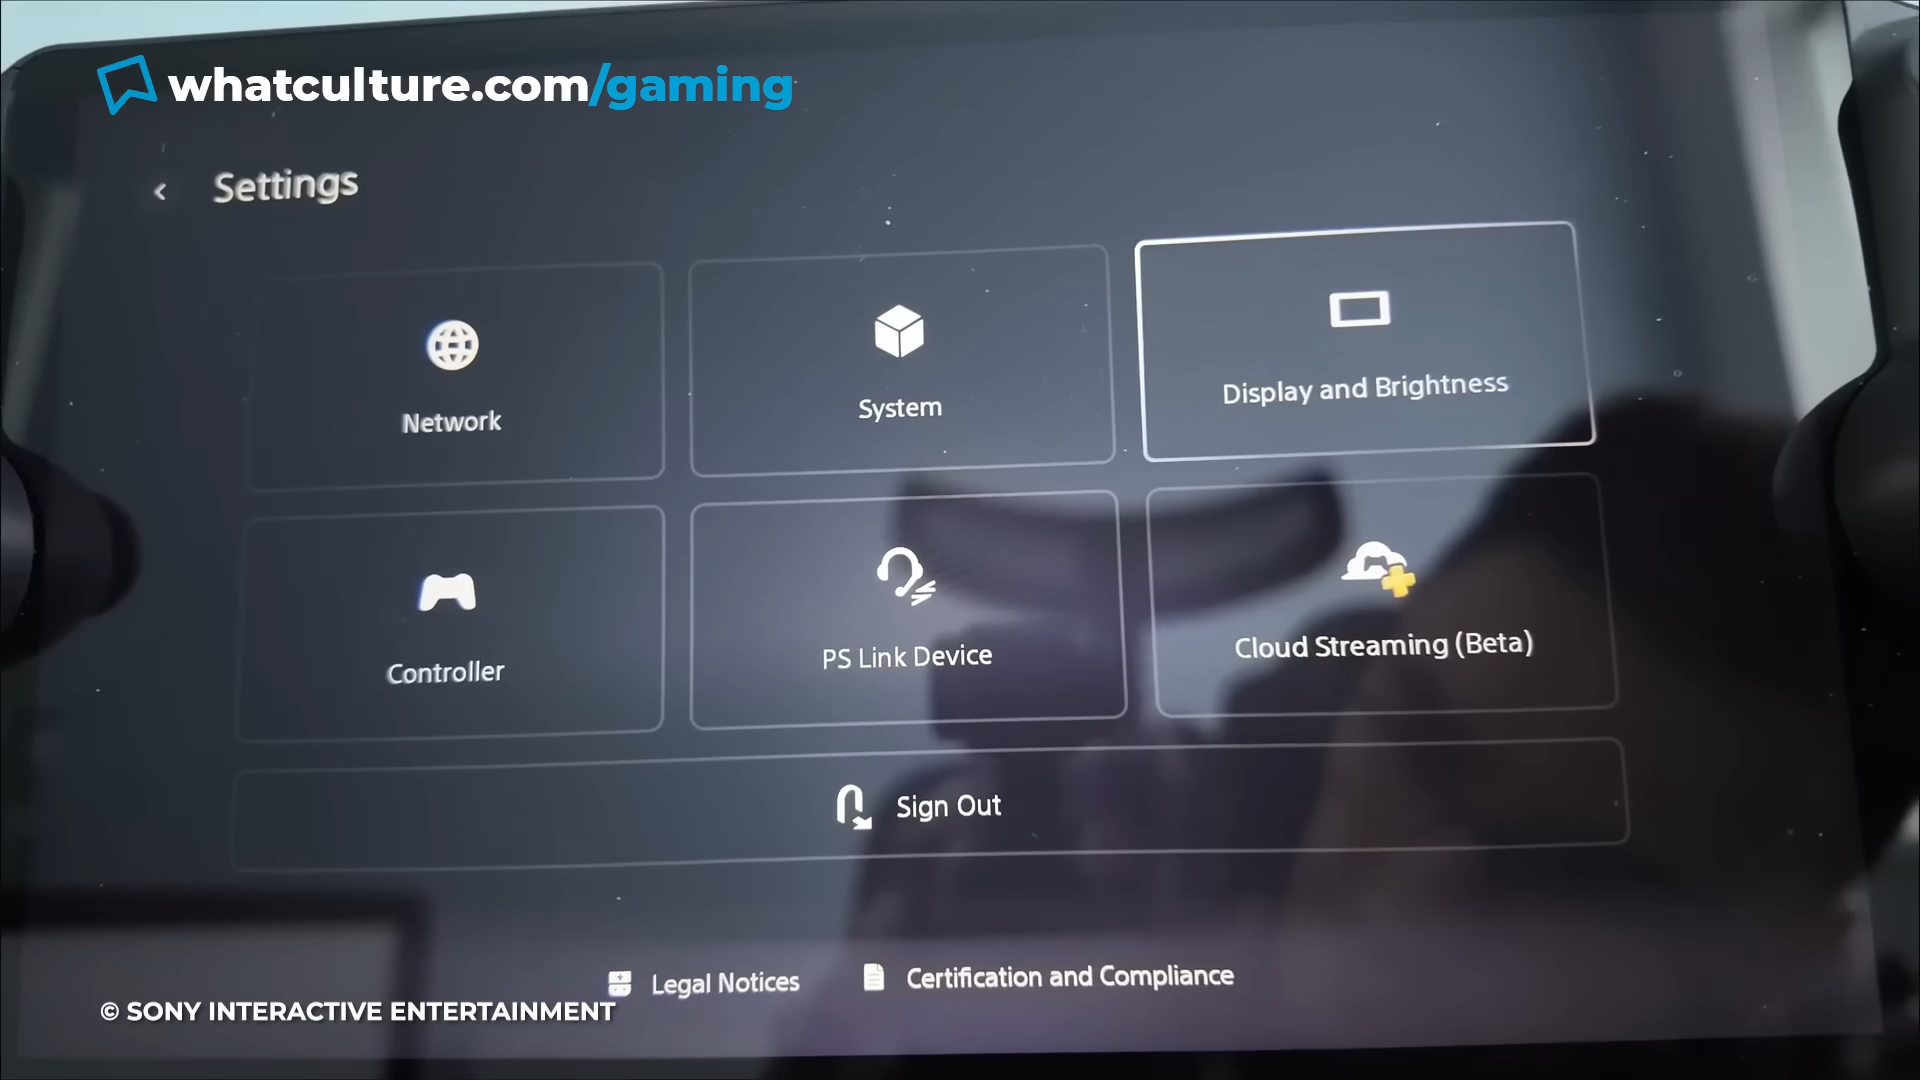 whatculture.com/gaming
Settings
Network
System
Display and Brightness
Controller
PS Link Device
Cloud Streaming (Beta)
Sign Out
Legal Notices
Certification and Compliance
© SONY INTERACTIVE ENTERTAINMENT